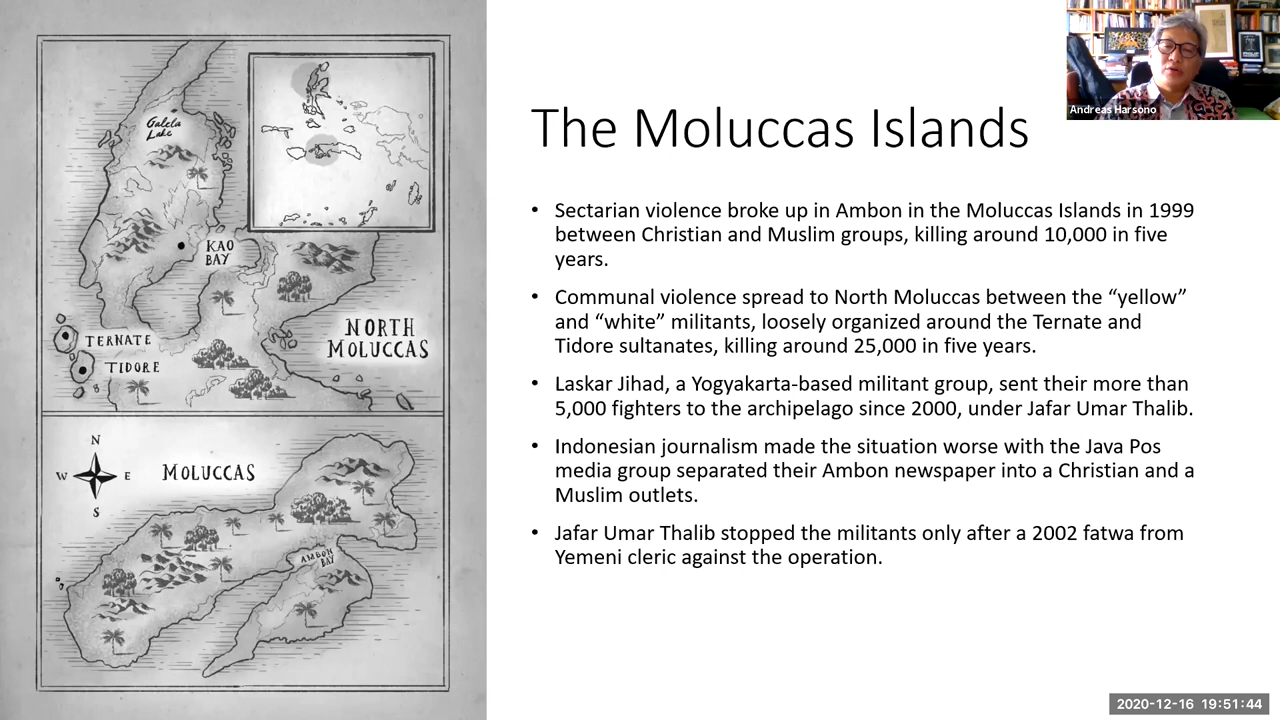 Galela
Lake
KAO
BAY
TERNATE
TIDORE
NORTH
MOLUCCAS
N
W
E
S
MOLUCCAS
AMBON
BAY
The Moluccas Islands
• Sectarian violence broke up in Ambon in the Moluccas Islands in 1999
between Christian and Muslim groups, killing around 10,000 in five
years.
• Communal violence spread to North Moluccas between the “yellow”
and “white” militants, loosely organized around the Ternate and
Tidore sultanates, killing around 25,000 in five years.
• Laskar Jihad, a Yogyakarta-based militant group, sent their more than
5,000 fighters to the archipelago since 2000, under Jafar Umar Thalib.
• Indonesian journalism made the situation worse with the Java Pos
media group separated their Ambon newspaper into a Christian and a
Muslim outlets.
• Jafar Umar Thalib stopped the militants only after a 2002 fatwa from
Yemeni cleric against the operation.
Andreas Harsono
2020-12-16 19:51:44